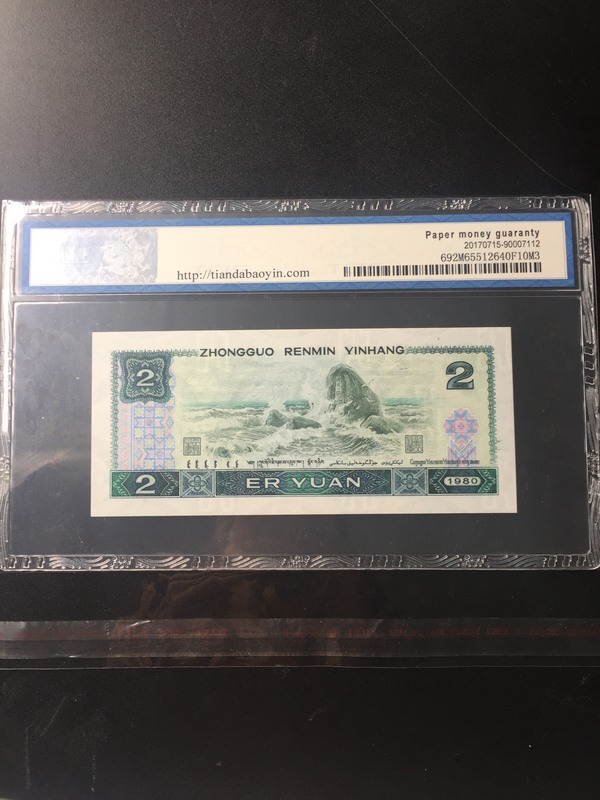 Paper money guaranty
20170715-90007112
http://tiandabaoyin.com
692M65512640F10M3
ZHONGGUO RENMIN YINHANG
2
2
2
ER YUAN
1980